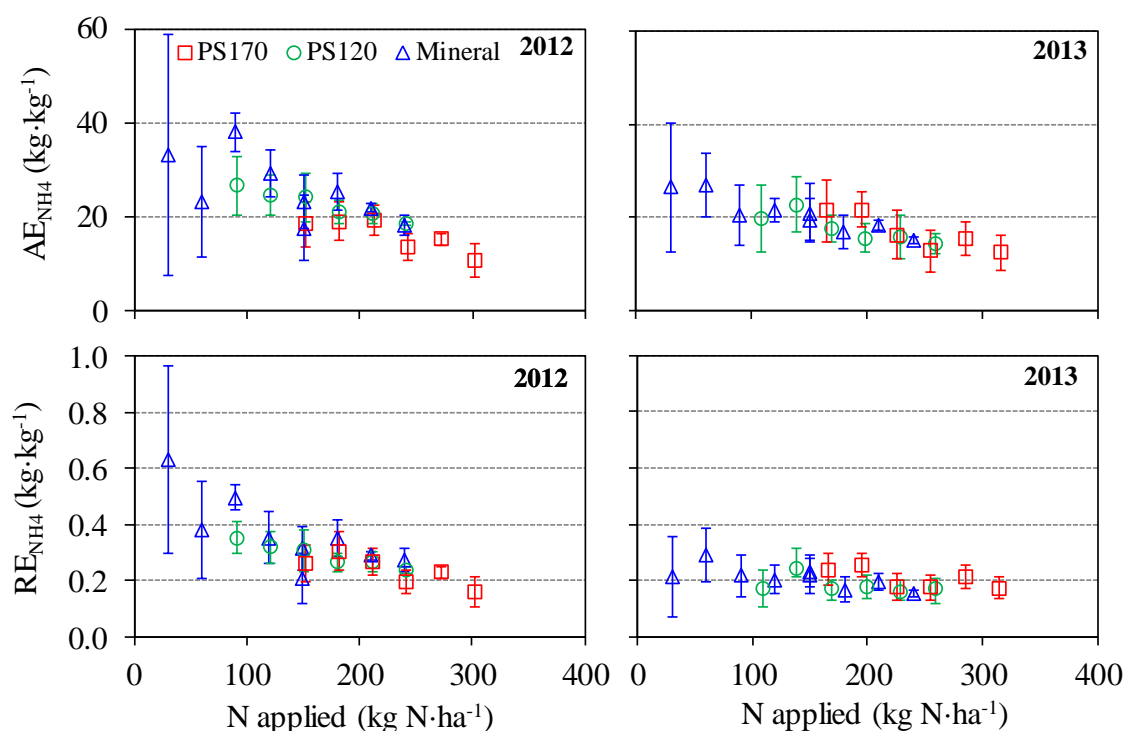 60
40
20
0
AE_NH4 (kg·kg⁻¹)
PS170 PS120 Mineral
2012
2013
1.0
0.8
0.6
0.4
0.2
0.0
RE_NH4 (kg·kg⁻¹)
2012
2013
0 100 200 300 400
0 100 200 300 400
N applied (kg N·ha⁻¹)
N applied (kg N·ha⁻¹)